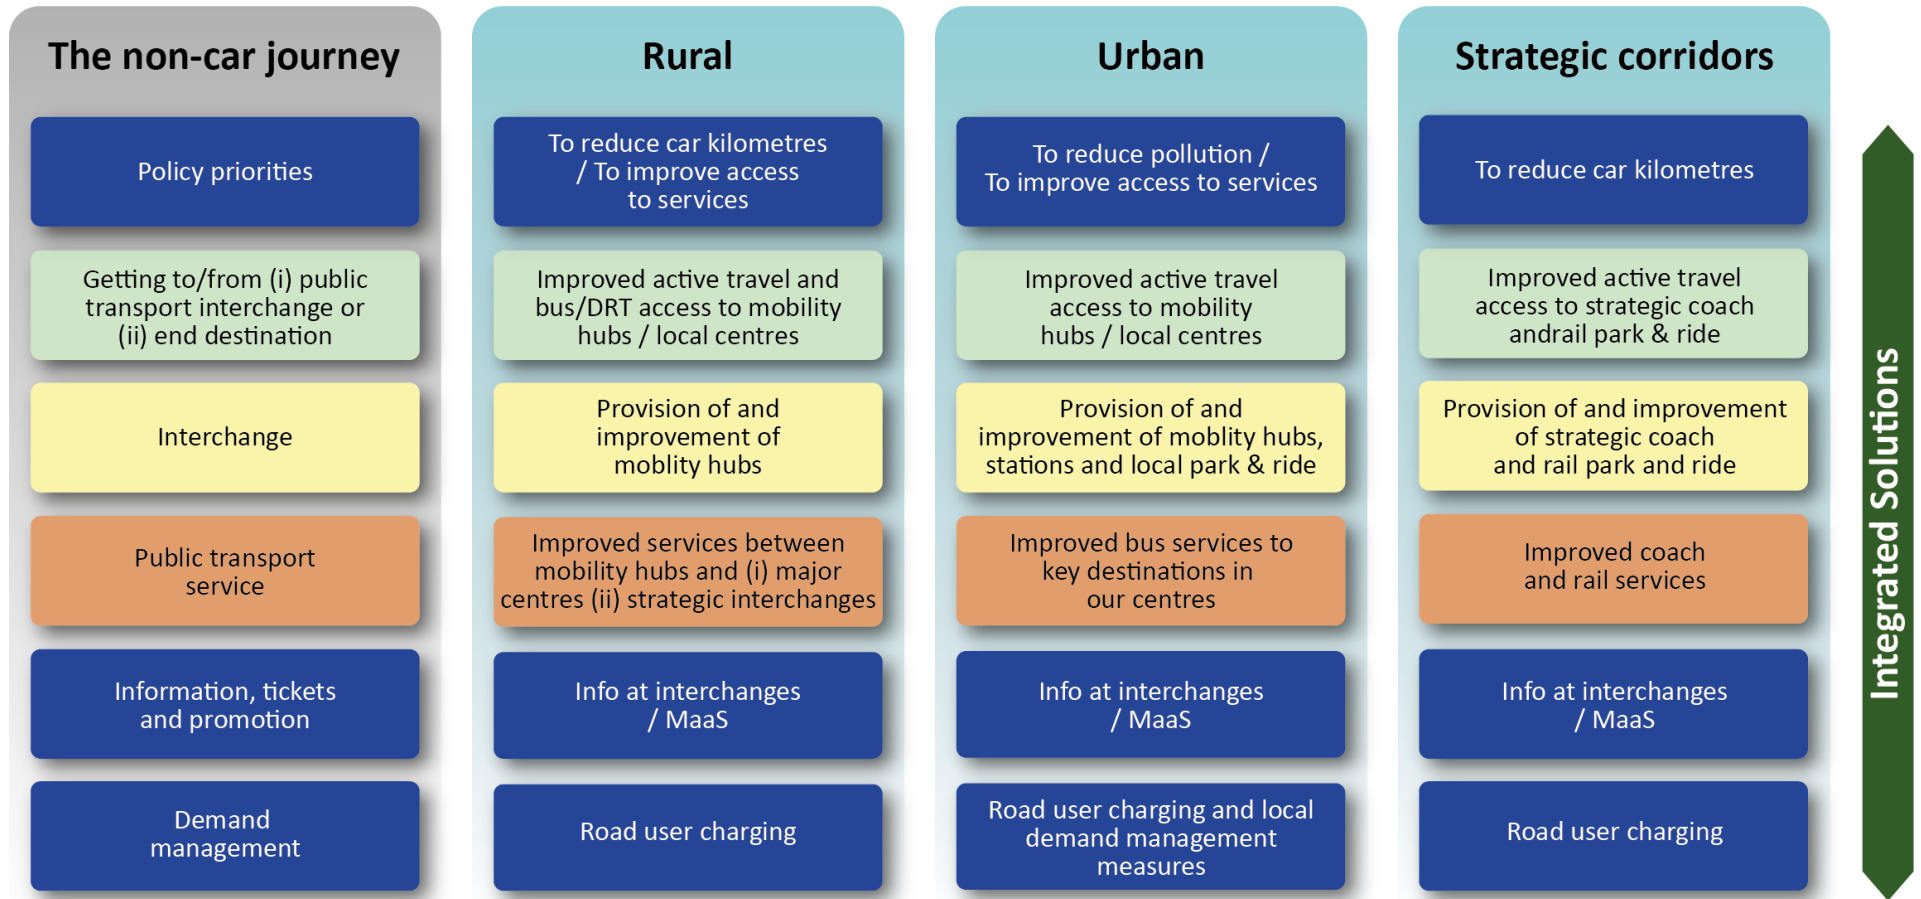 The non-car journey
Policy priorities
Getting to/from (i) public
transport interchange or
(ii) end destination
Interchange
Public transport
service
Information, tickets
and promotion
Demand
management
Rural
To reduce car kilometres
/ To improve access
to services
Improved active travel and
bus/DRT access to mobility
hubs / local centres
Provision of and
improvement of
moblity hubs
Improved services between
mobility hubs and (i) major
centres (ii) strategic interchanges
Info at interchanges
/ MaaS
Road user charging
Urban
To reduce pollution /
To improve access to services
Improved active travel
access to mobility
hubs / local centres
Provision of and
improvement of moblity hubs,
stations and local park & ride
Improved bus services to
key destinations in
our centres
Info at interchanges
/ MaaS
Road user charging and local
demand management
measures
Strategic corridors
To reduce car kilometres
Improved active travel
access to strategic coach
andrail park & ride
Provision of and improvement
of strategic coach
and rail park and ride
Improved coach
and rail services
Info at interchanges
/ MaaS
Road user charging
Integrated Solutions